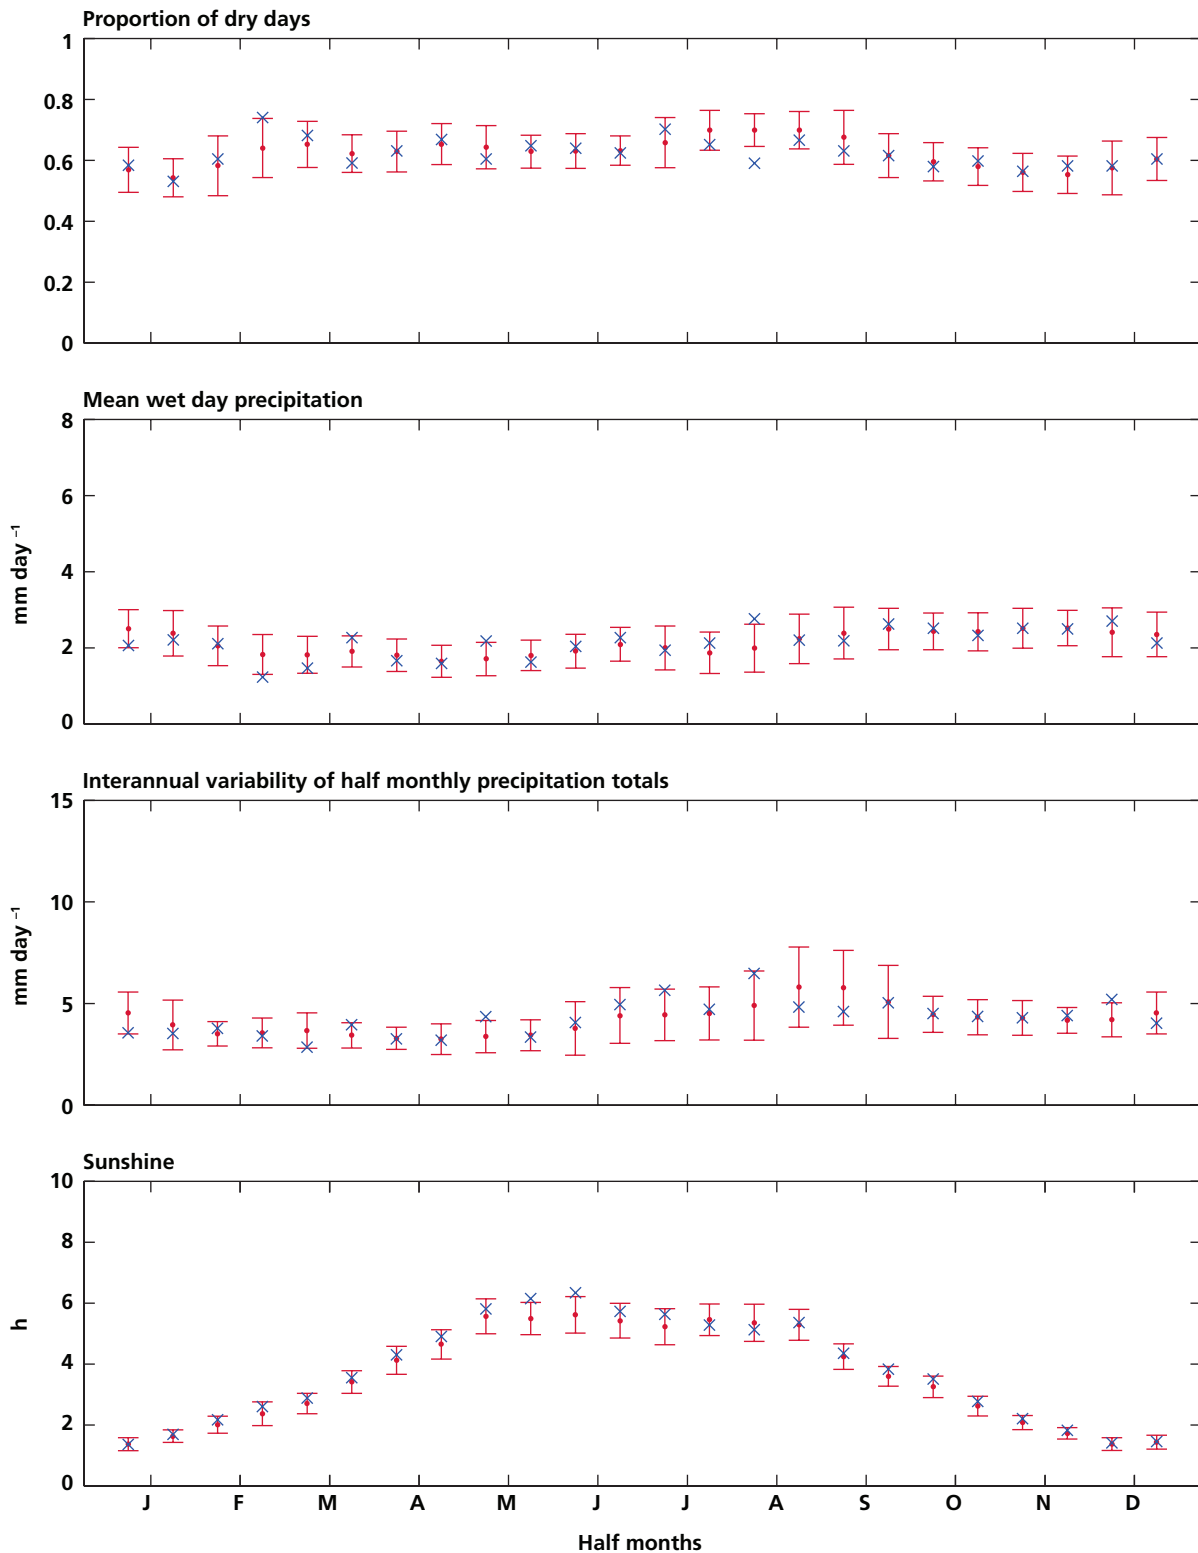 Proportion of dry days
1
0.8
0.6
0.4
0.2
0
Mean wet day precipitation
8
6
4
2
0
mm day ⁻¹
Interannual variability of half monthly precipitation totals
15
10
5
0
mm day ⁻¹
Sunshine
10
8
6
4
2
0
h
J F M A M J J A S O N D
Half months